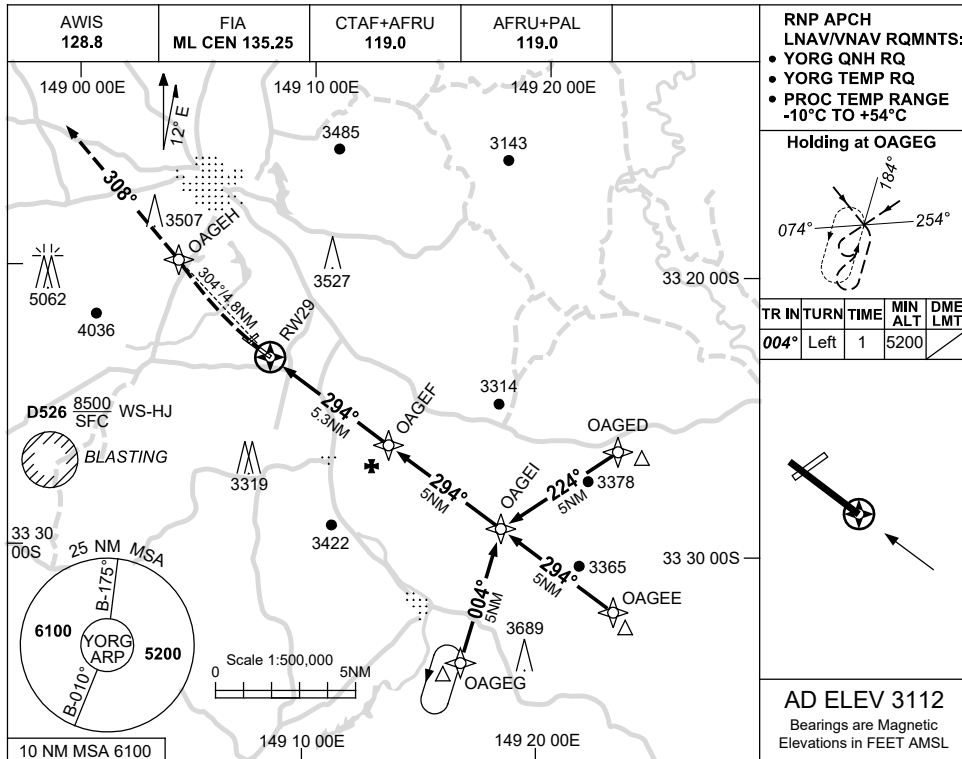 AWIS
128.8
FIA
ML CEN 135.25
CTAF+AFRU
119.0
AFRU+PAL
119.0
RNP APCH
LNAV/VNAV RQMNTS:
• YORG QNH RQ
• YORG TEMP RQ
• PROC TEMP RANGE
-10°C TO +54°C
149 00 00E
149 10 00E
149 20 00E
12° E
3485
3143
Holding at OAGEG
184°
074°
254°
308°
3507
OAGEH
3527
5062
4036
304°/4.8NM
RW29
33 20 00S
TR IN
TURN
TIME
MIN
ALT
DME
LMT
004°
Left
1
5200
D526 8500
SFC WS-HJ
BLASTING
294°
5.3NM
OAGEF
3314
OAGED
3319
294°
5NM
OAGEI
224°
5NM
3378
3422
33 30
00S
33 30 00S
294°
5NM
3365
OAGEE
25 NM MSA
B-175°
6100
YORG
ARP
5200
B-010°
004°
5NM
3689
Scale 1:500,000
0
5NM
OAGEG
10 NM MSA 6100
149 10 00E
149 20 00E
AD ELEV 3112
Bearings are Magnetic
Elevations in FEET AMSL